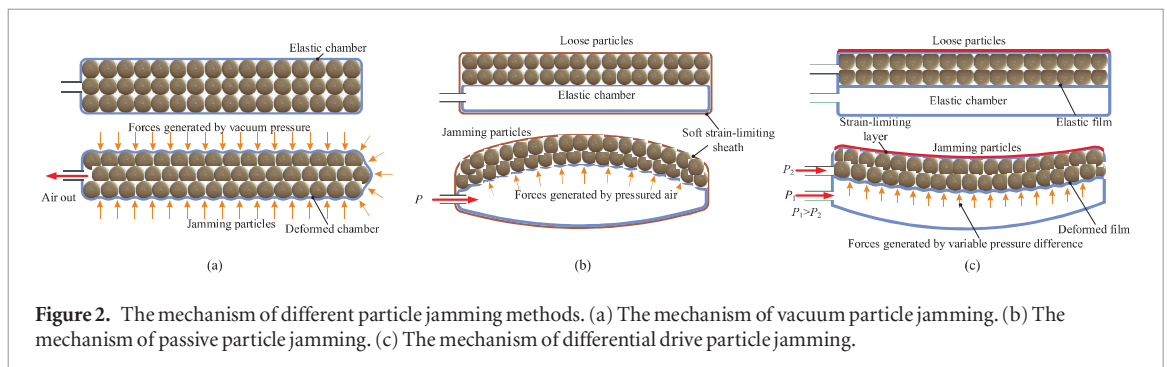 Elastic chamber
Forces generated by vacuum pressure
Air out
Jamming particles
Deformed chamber
(a)
Loose particles
Elastic chamber
Soft strain-limiting
sheath
Jamming particles
Forces generated by pressured air
P
(b)
Loose particles
Elastic chamber
Elastic film
Strain-limiting
layer
Jamming particles
P2
P1
P1>P2
Deformed film
Forces generated by variable pressure difference
(c)
Figure 2. The mechanism of different particle jamming methods. (a) The mechanism of vacuum particle jamming. (b) The
mechanism of passive particle jamming. (c) The mechanism of differential drive particle jamming.